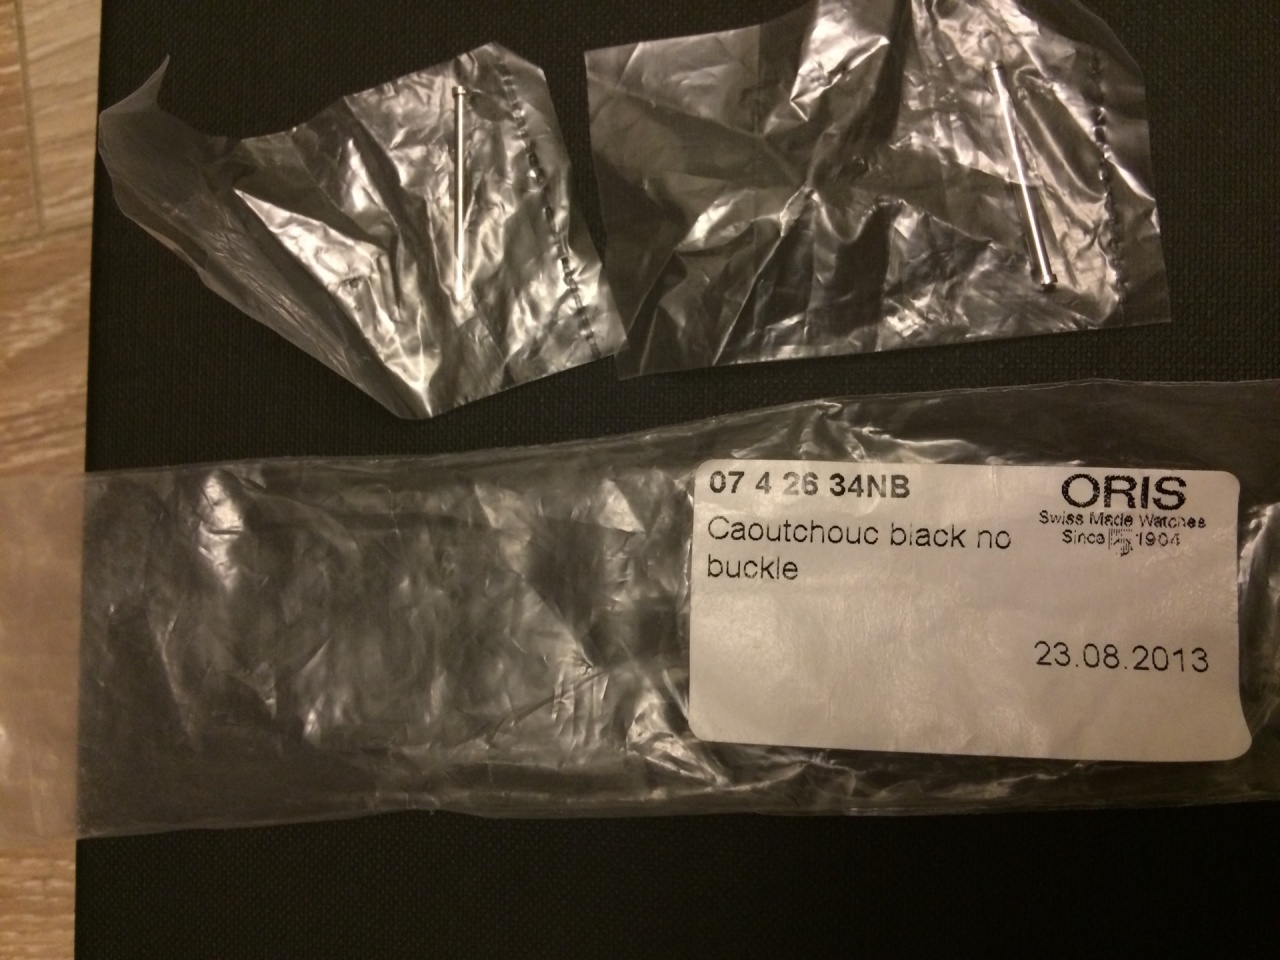 07 4 26 34NB
Caoutchouc black no
buckle
ORIS
Swiss Made Watches
Since 1904
23.08.2013